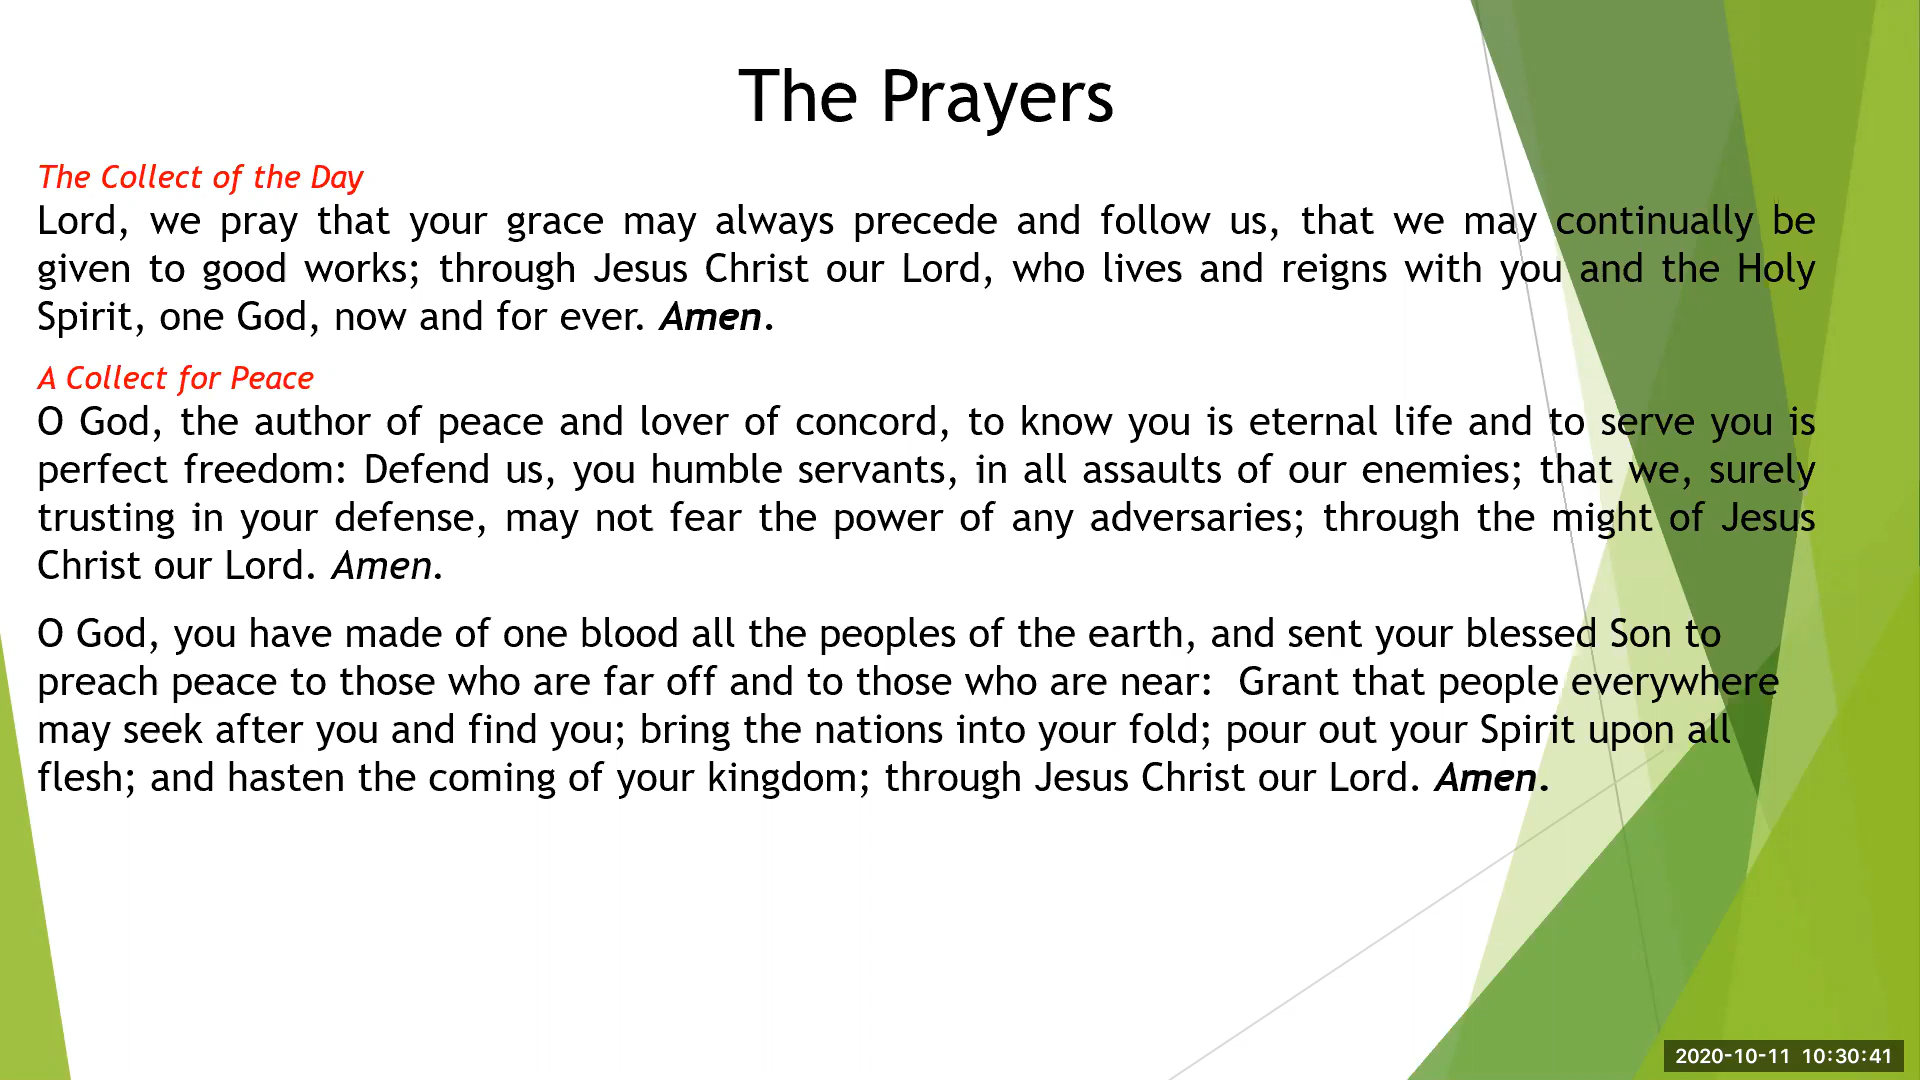 The Prayers
The Collect of the Day
Lord, we pray that your grace may always precede and follow us, that we may continually be
given to good works; through Jesus Christ our Lord, who lives and reigns with you and the Holy
Spirit, one God, now and for ever. Amen.
A Collect for Peace
O God, the author of peace and lover of concord, to know you is eternal life and to serve you is
perfect freedom: Defend us, you humble servants, in all assaults of our enemies; that we, surely
trusting in your defense, may not fear the power of any adversaries; through the might of Jesus
Christ our Lord. Amen.
O God, you have made of one blood all the peoples of the earth, and sent your blessed Son to
preach peace to those who are far off and to those who are near:  Grant that people everywhere
may seek after you and find you; bring the nations into your fold; pour out your Spirit upon all
flesh; and hasten the coming of your kingdom; through Jesus Christ our Lord. Amen.
2020-10-11 10:30:41